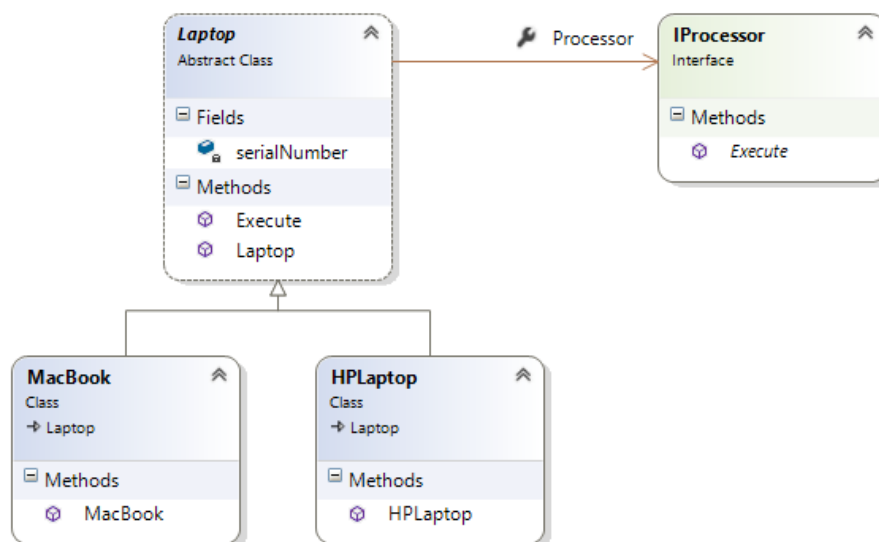 Laptop
Abstract Class
Fields
serialNumber
Methods
Execute
Laptop
Processor
IProcessor
Interface
Methods
Execute
MacBook
Class
Laptop
Methods
MacBook
HPLaptop
Class
Laptop
Methods
HPLaptop